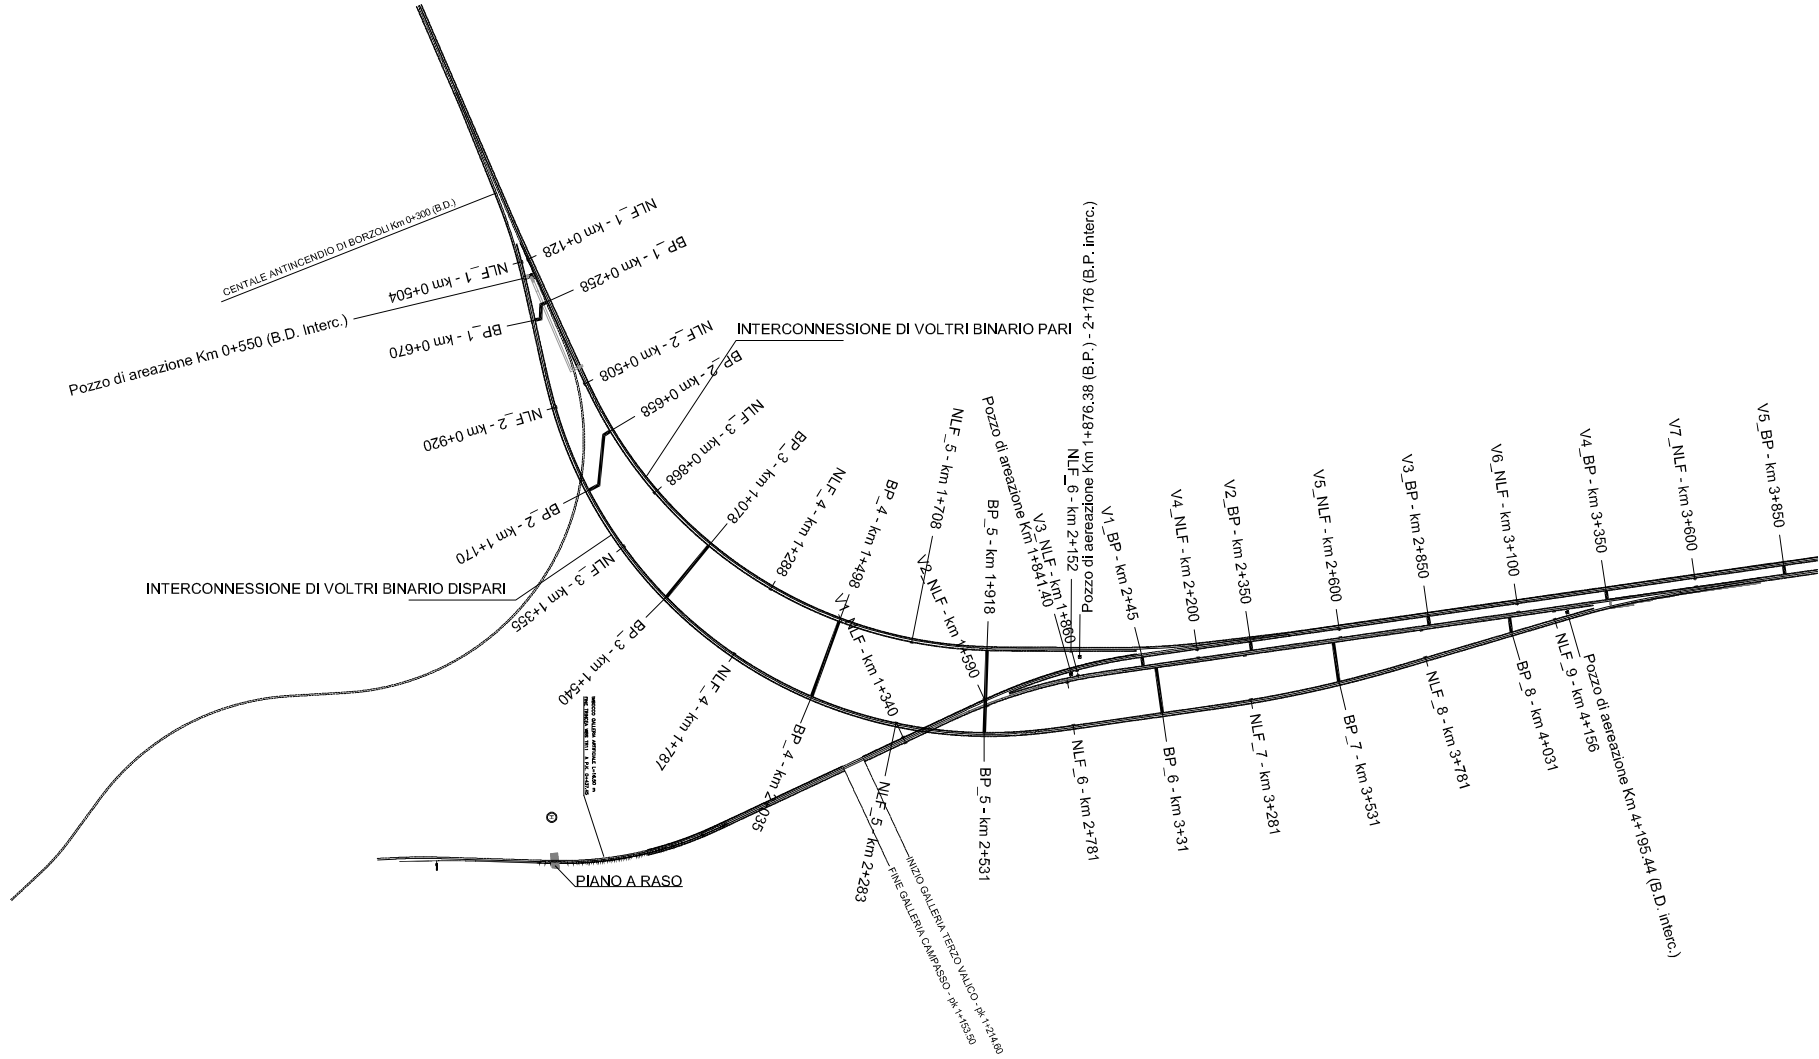 CENTALE ANTINCENDIO DI BORZOLI Km 0+300 (B.D.)
NLF_1 - km 0+128
BP_1 - km 0+258
NLF_1 - km 0+504
Pozzo di areazione Km 0+550 (B.D. Interc.)
BP_1 - km 0+670
INTERCONNESSIONE DI VOLTRI BINARIO PARI
NLF_2 - km 0+508
BP_2 - km 0+658
NLF_2 - km 0+920
NLF_3 - km 0+868
BP_3 - km 1+078
BP_2 - km 1+170
NLF_4 - km 1+288
BP_4 - km 1+498
NLF_5 - km 1+708
INTERCONNESSIONE DI VOLTRI BINARIO DISPARI
NLF_3 - km 1+355
BP_3 - km 1+540
NLF_4 - km 1+787
BP_4 - km 2+035
NLF_5 - km 2+283
V1_NLF - km 1+340
V2_NLF - km 1+590
BP_5 - km 1+918
Pozzo di areazione Km 1+841.40
V3_NLF - km 1+860
NLF_6 - km 2+152
Pozzo di aereazione Km 1+876.38 (B.P.) - 2+176 (B.P. interc.)
V1_BP - km 2+45
V4_NLF - km 2+200
V2_BP - km 2+350
V5_NLF - km 2+600
V3_BP - km 2+850
V6_NLF - km 3+100
V4_BP - km 3+350
V7_NLF - km 3+600
V5_BP - km 3+850
BP_5 - km 2+531
NLF_6 - km 2+781
BP_6 - km 3+31
NLF_7 - km 3+281
BP_7 - km 3+531
NLF_8 - km 3+781
BP_8 - km 4+031
NLF_9 - km 4+156
Pozzo di aereazione Km 4+195.44 (B.D. interc.)
INIZIO GALLERIA TERZO VALICO - pk 1+214.60
FINE GALLERIA CAMPASSO - pk 1+153.50
PIANO A RASO